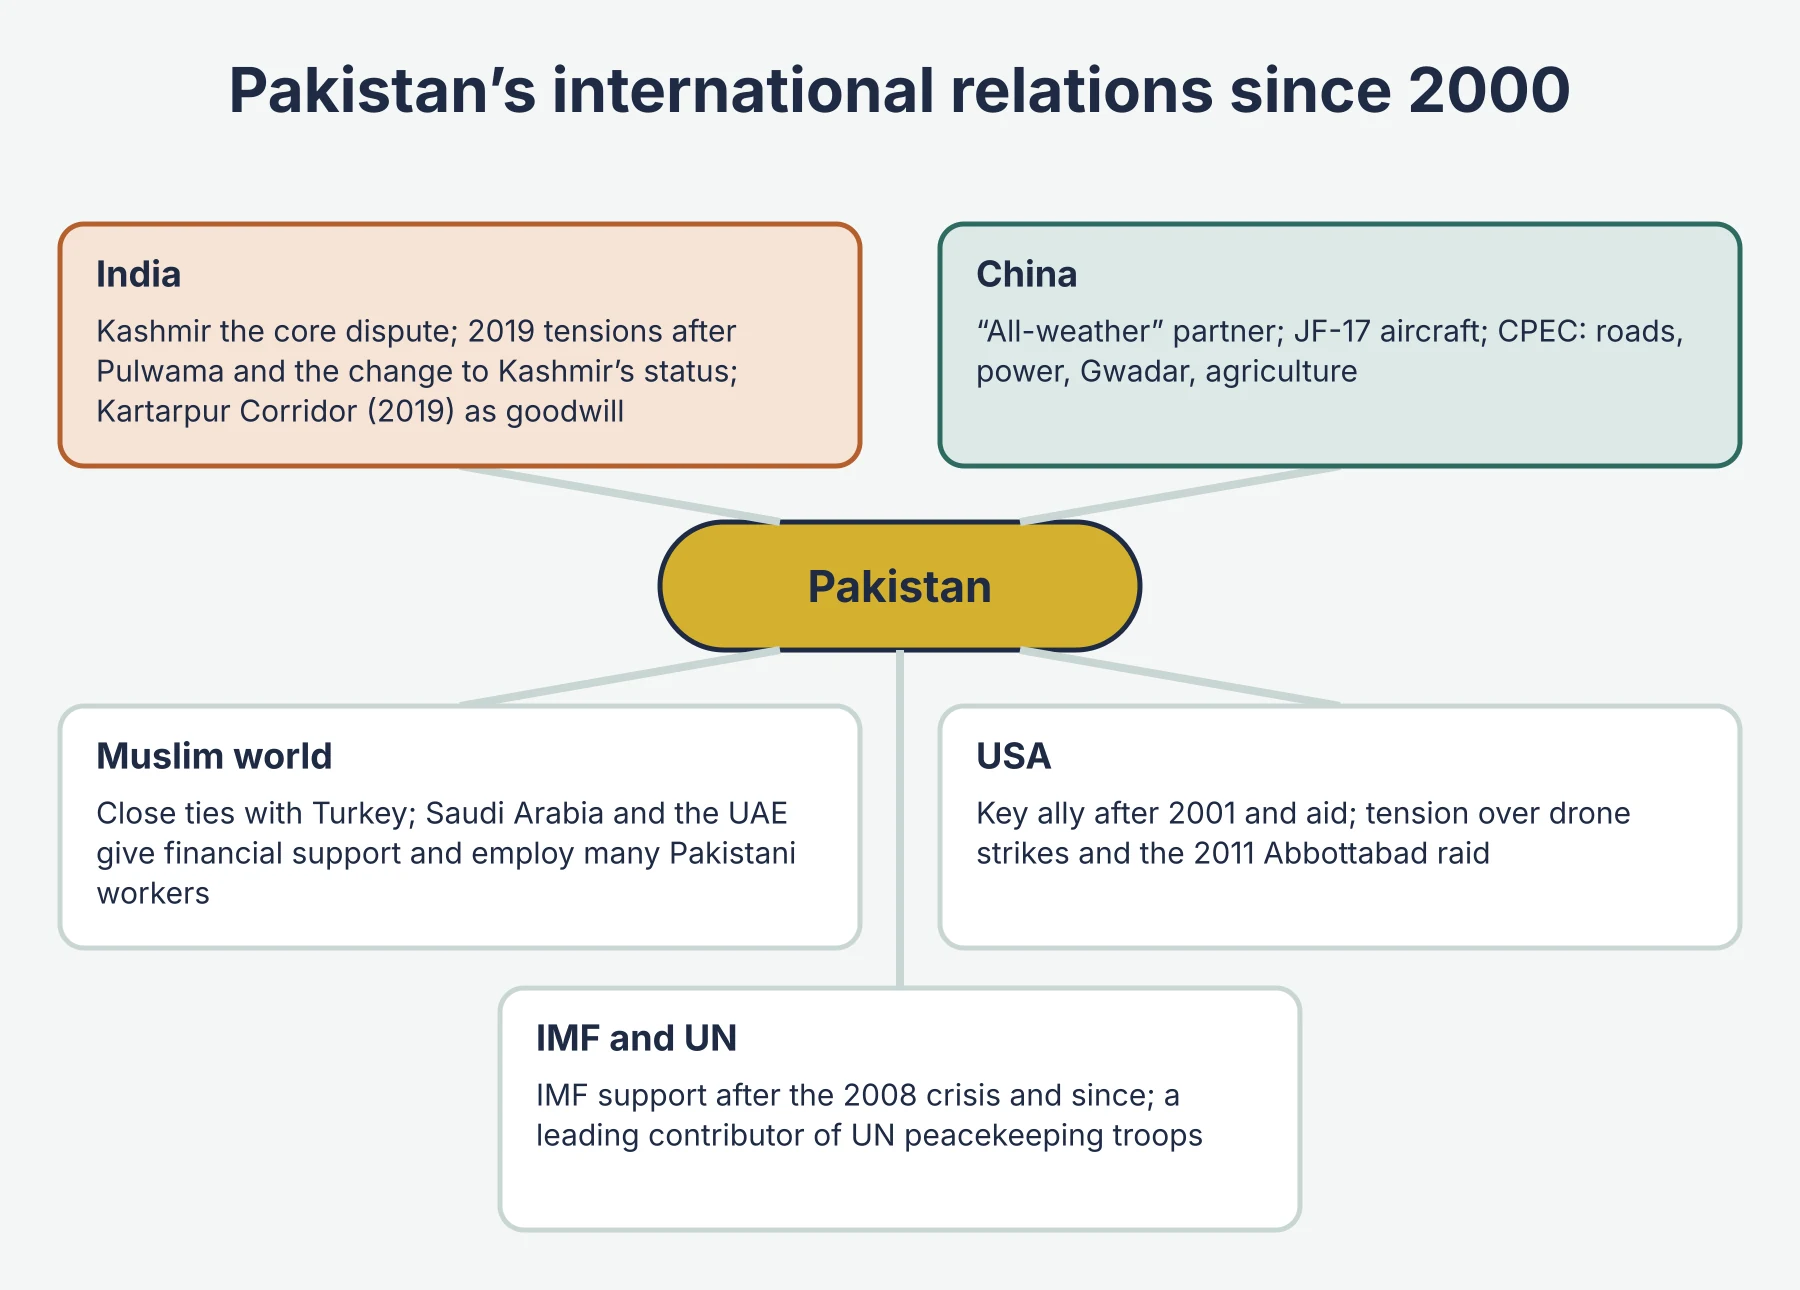 Pakistan’s international relations since 2000
India
Kashmir the core dispute; 2019 tensions after
Pulwama and the change to Kashmir’s status;
Kartarpur Corridor (2019) as goodwill
China
“All-weather” partner; JF-17 aircraft; CPEC: roads,
power, Gwadar, agriculture
Pakistan
Muslim world
Close ties with Turkey; Saudi Arabia and the UAE
give financial support and employ many Pakistani
workers
USA
Key ally after 2001 and aid; tension over drone
strikes and the 2011 Abbottabad raid
IMF and UN
IMF support after the 2008 crisis and since; a
leading contributor of UN peacekeeping troops